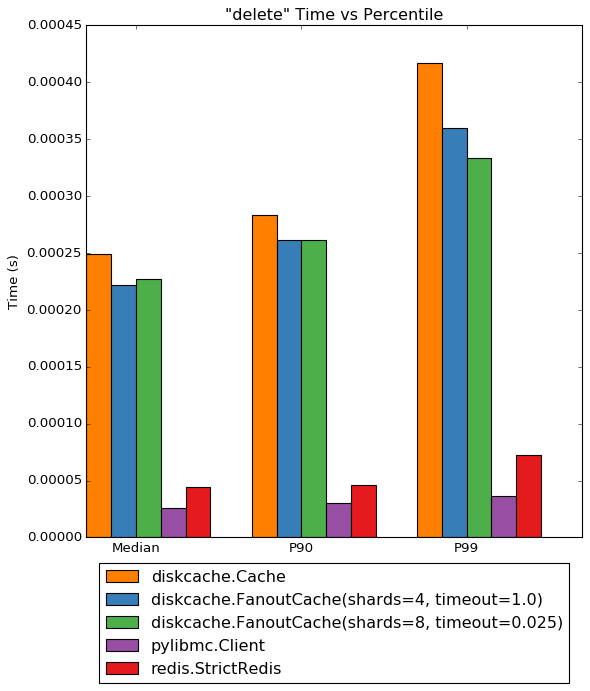 "delete" Time vs Percentile
0.00045
0.00040
0.00035
0.00030
0.00025
0.00020
0.00015
0.00010
0.00005
0.00000
Time (s)
Median P90 P99
diskcache.Cache
diskcache.FanoutCache(shards=4, timeout=1.0)
diskcache.FanoutCache(shards=8, timeout=0.025)
pylibmc.Client
redis.StrictRedis